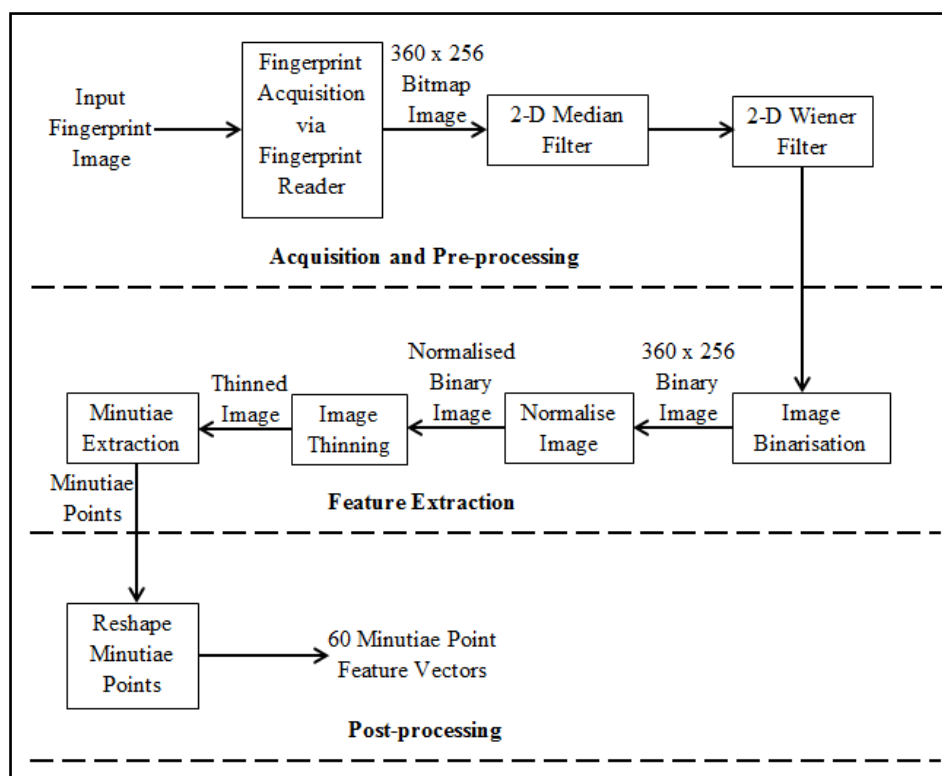 Input
Fingerprint
Image
Fingerprint
Acquisition
via
Fingerprint
Reader
360 x 256
Bitmap
Image
2-D Median
Filter
2-D Wiener
Filter
Acquisition and Pre-processing
Image
Binarisation
360 x 256
Binary
Image
Normalise
Image
Normalised
Binary
Image
Image
Thinning
Thinned
Image
Minutiae
Extraction
Minutiae
Points
Feature Extraction
Reshape
Minutiae
Points
60 Minutiae Point
Feature Vectors
Post-processing